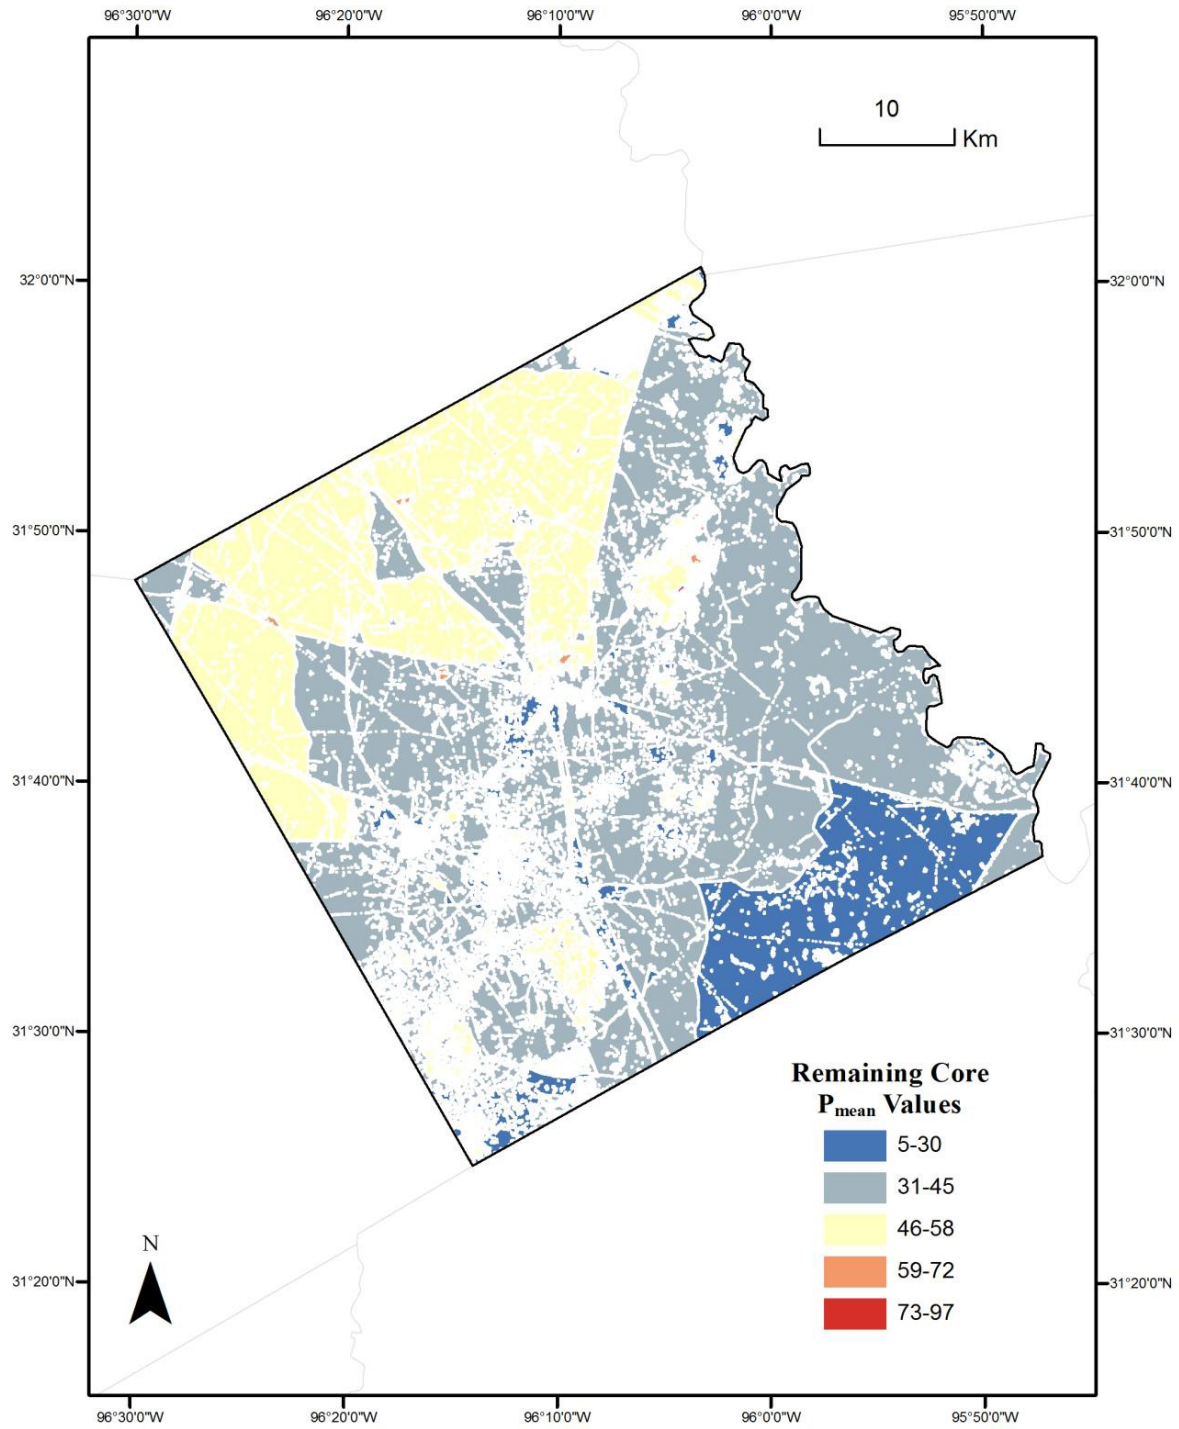 96°30'0"W 96°20'0"W 96°10'0"W 96°0'0"W 95°50'0"W
10
Km
32°0'0"N 32°0'0"N
31°50'0"N 31°50'0"N
31°40'0"N 31°40'0"N
31°30'0"N 31°30'0"N
Remaining Core
Pmean Values
5-30
31-45
46-58
59-72
73-97
N
31°20'0"N 31°20'0"N
96°30'0"W 96°20'0"W 96°10'0"W 96°0'0"W 95°50'0"W